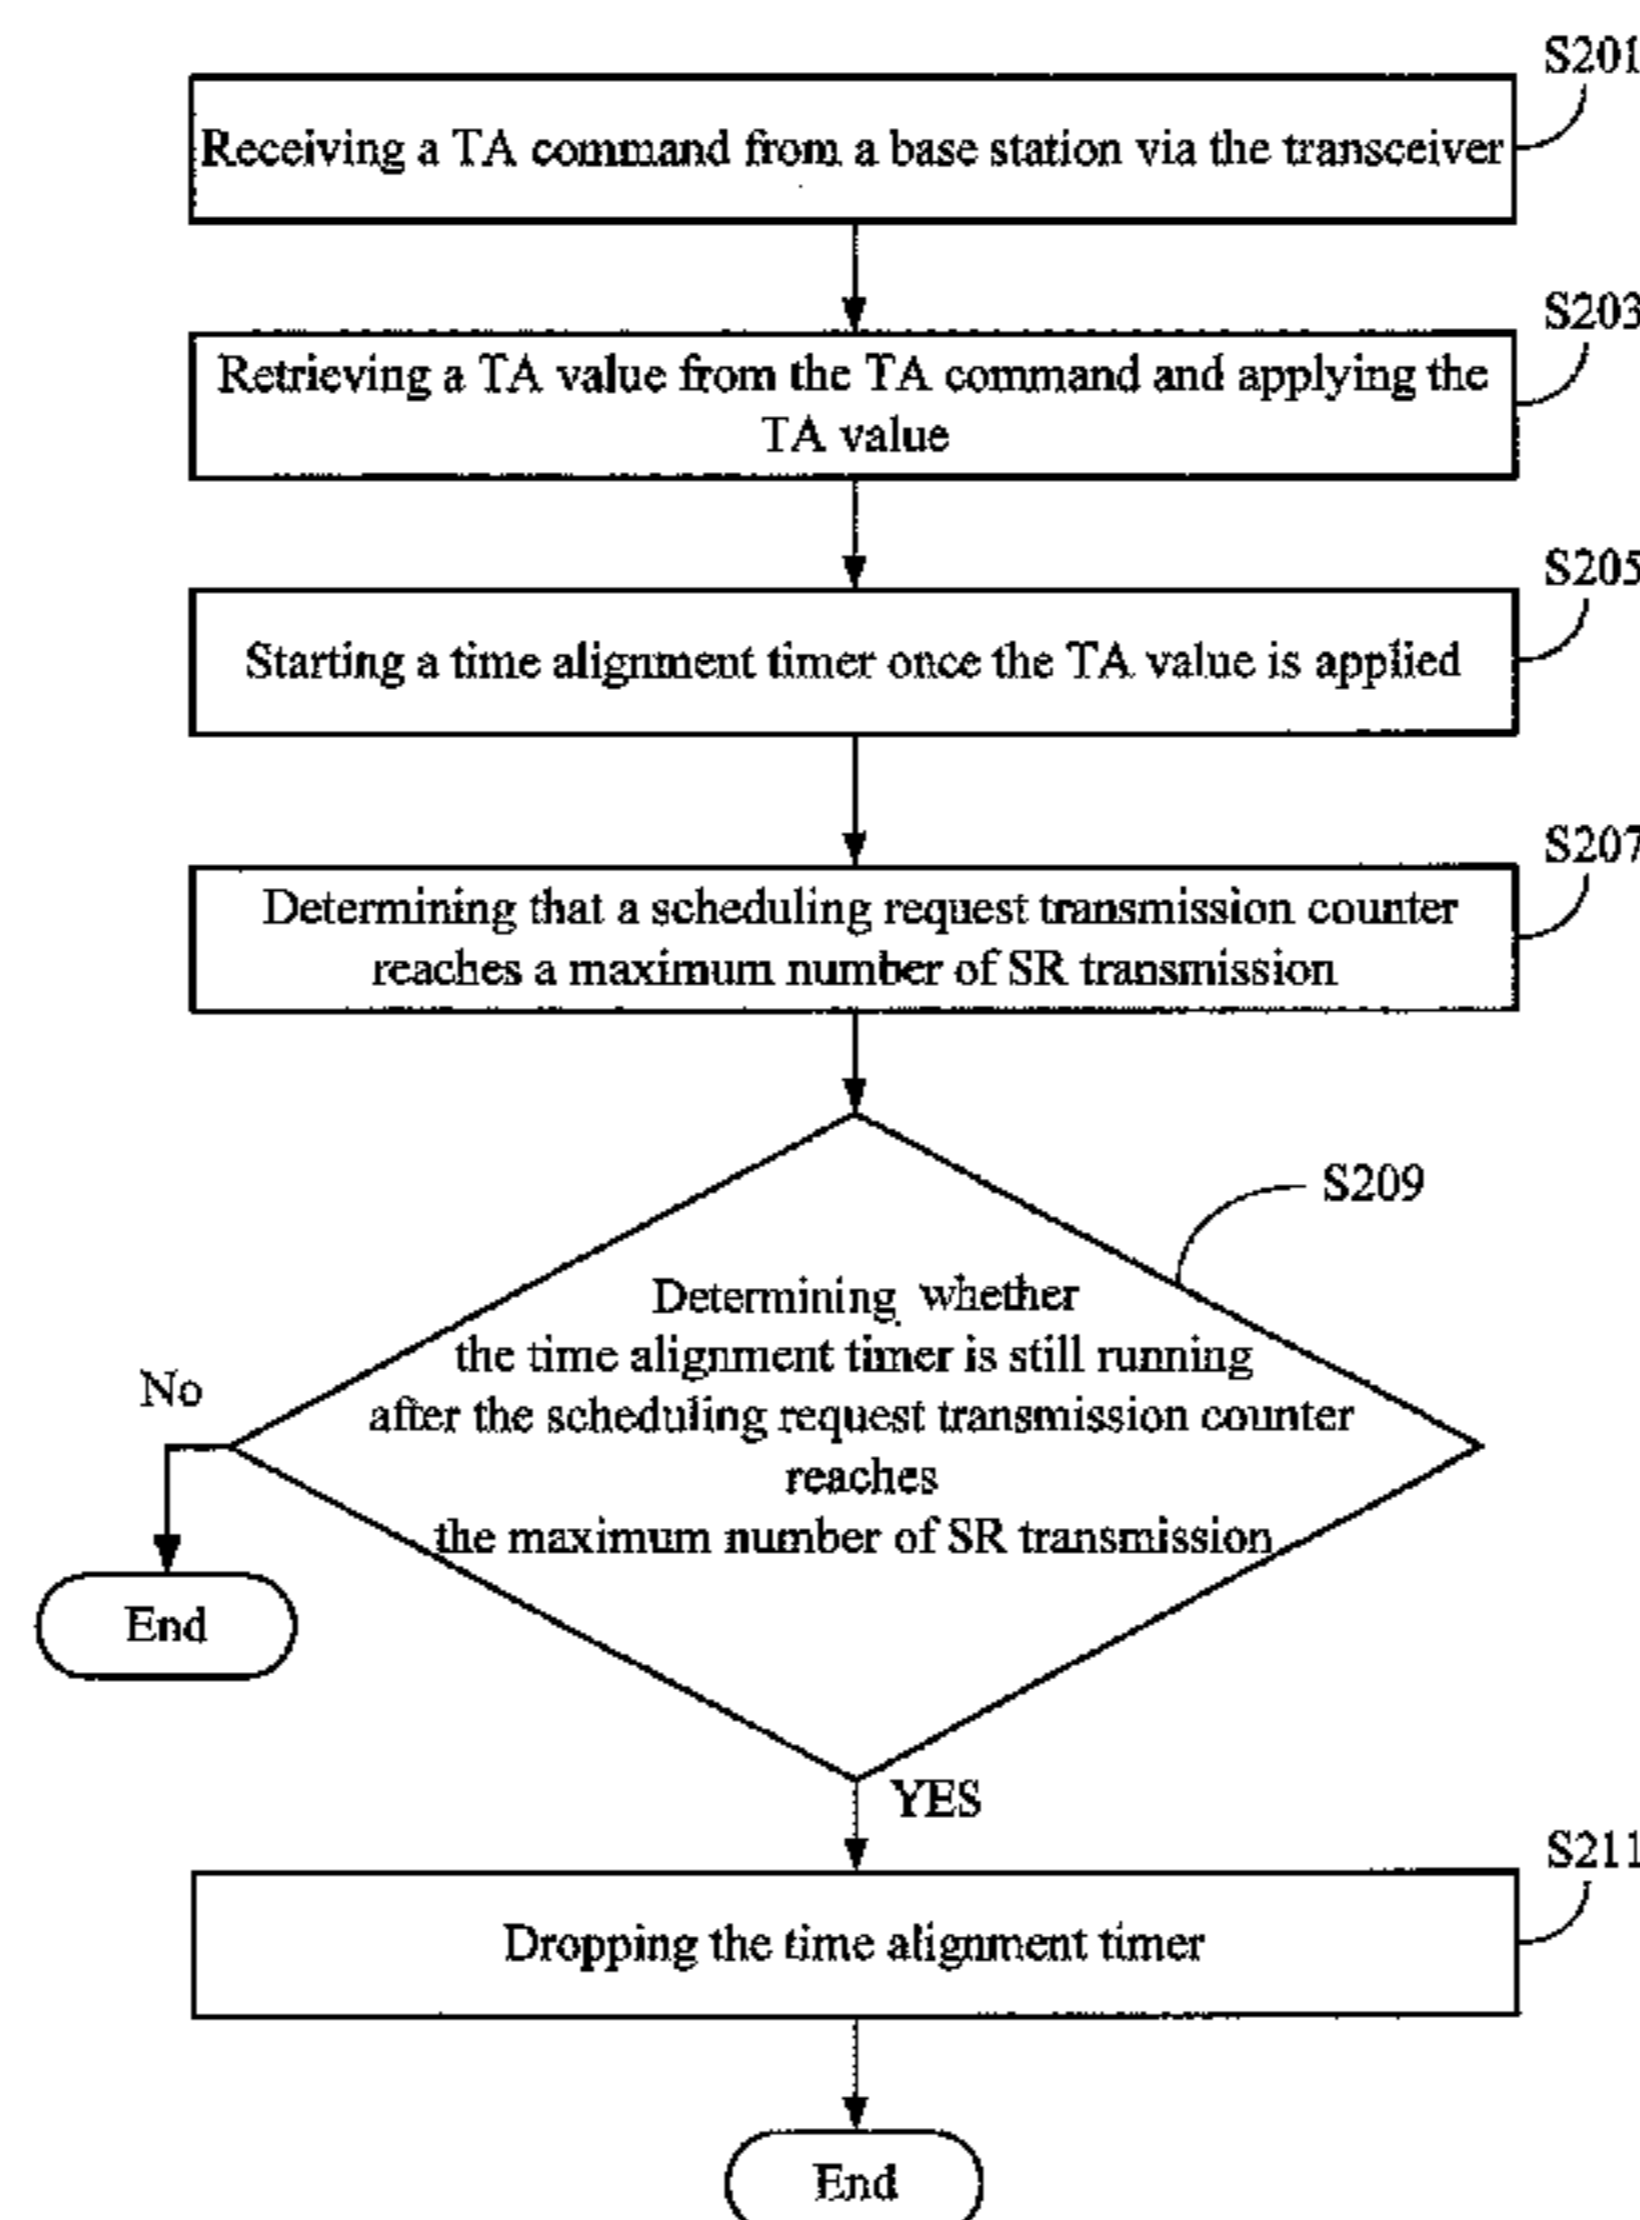 S201
Receiving a TA command from a base station via the transceiver
S203
Retrieving a TA value from the TA command and applying the
TA value
S205
Starting a time alignment timer once the TA value is applied
S207
Determining that a scheduling request transmission counter
reaches a maximum number of SR transmission
S209
Determining whether
the time alignment timer is still running
after the scheduling request transmission counter
reaches
the maximum number of SR transmission
No
End
YES
S211
Dropping the time alignment timer
End